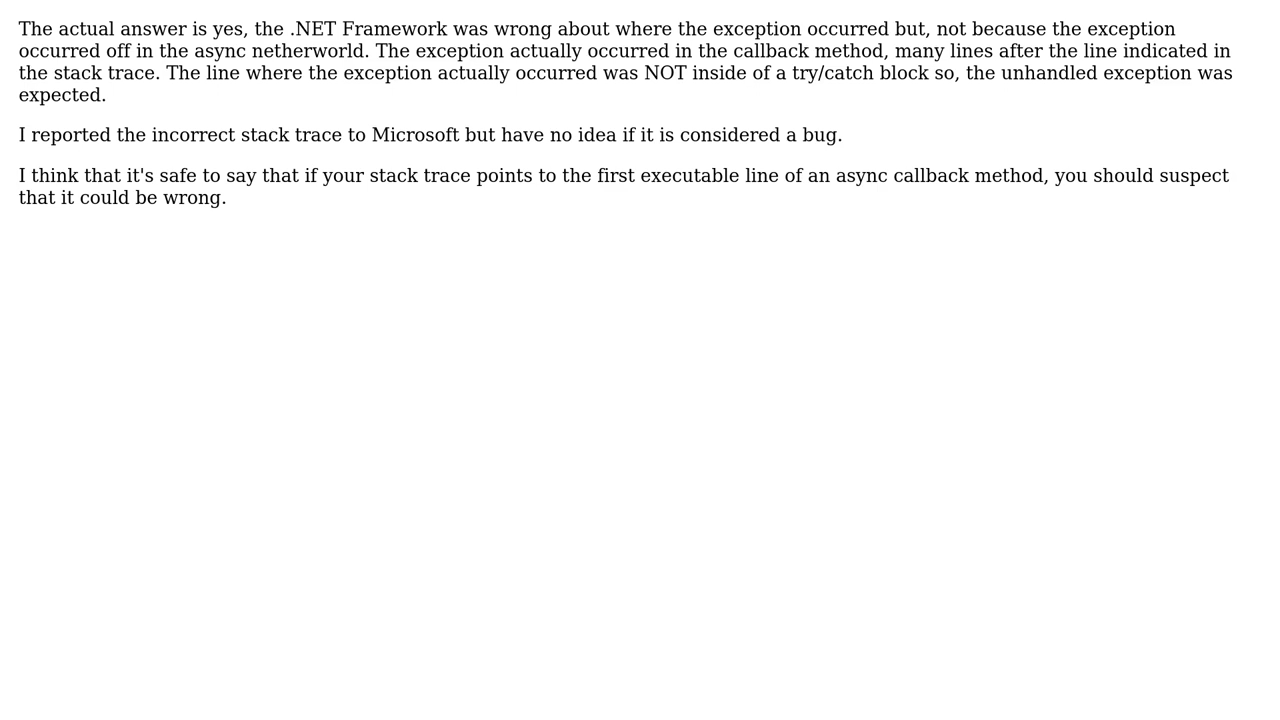 The actual answer is yes, the .NET Framework was wrong about where the exception occurred but, not because the exception
occurred off in the async netherworld. The exception actually occurred in the callback method, many lines after the line indicated in
the stack trace. The line where the exception actually occurred was NOT inside of a try/catch block so, the unhandled exception was
expected.
I reported the incorrect stack trace to Microsoft but have no idea if it is considered a bug.
I think that it's safe to say that if your stack trace points to the first executable line of an async callback method, you should suspect
that it could be wrong.